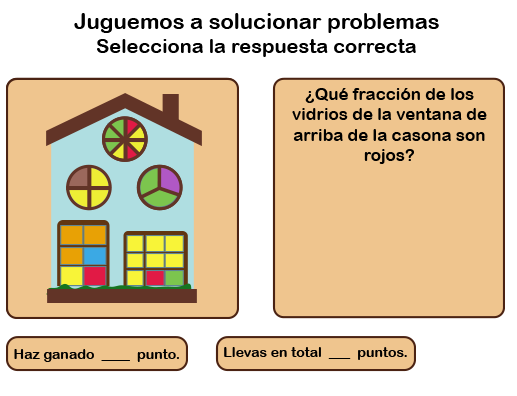 Juguemos a solucionar problemas
Selecciona la respuesta correcta
¿Qué fracción de los
vidrios de la ventana de
arriba de la casona son
rojos?
Haz ganado ____ punto.
Llevas en total ___ puntos.